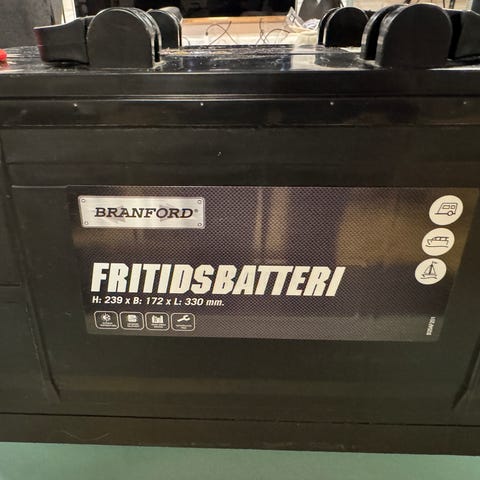 BRANFORD®
FRITIDSBATTERI
H: 239 x B: 172 x L: 330 mm.